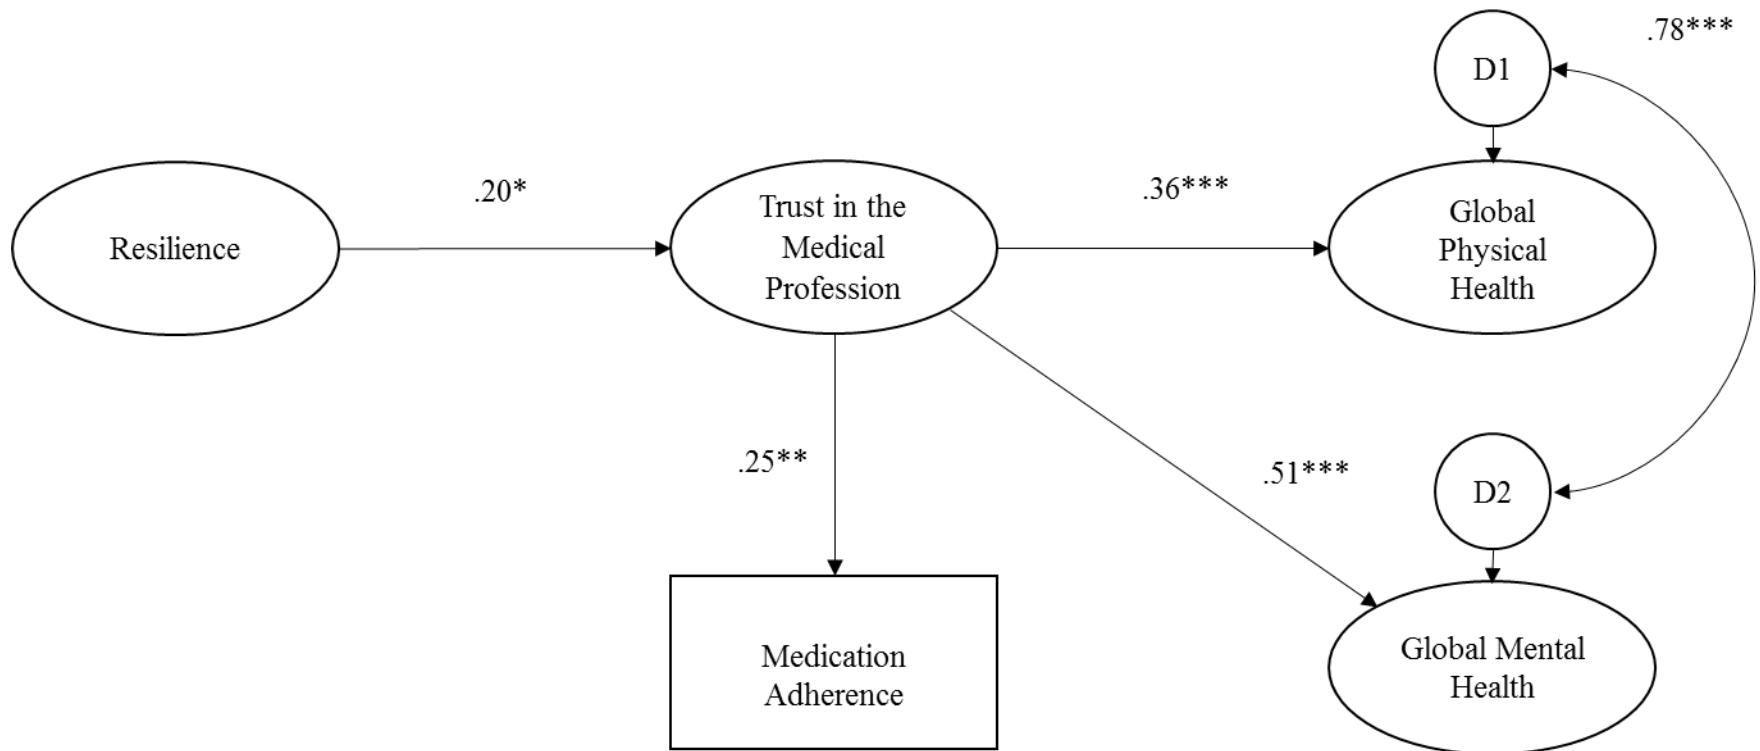 .78***
D1
.20*
Trust in the
Medical
Profession
.36***
Global
Physical
Health
Resilience
.25**
.51***
D2
Medication
Adherence
Global Mental
Health